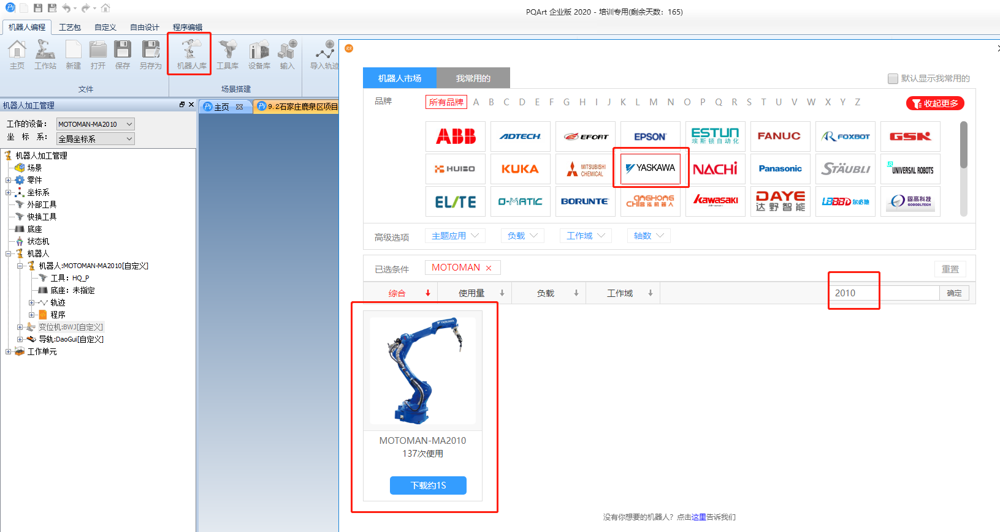 PQArt 企业版 2020 - 培训专用(剩余天数：165)
机器人编程 工艺包 自定义 自由设计 程序编辑
主页 工作站 新建 打开 保存 另存为 机器人库 工具库 设备库 输入 导入轨迹
文件 场景搭建
机器人加工管理
主页 9.2石家庄鹿泉区项目
工作的设备： MOTOMAN-MA2010
坐 标 系： 全局坐标系
机器人加工管理
场景
零件
坐标系
外部工具
快换工具
底座
状态机
机器人
机器人:MOTOMAN-MA2010[自定义]
工具：HQ_P
底座：未指定
轨迹
程序
变位机:BWJ[自定义]
导轨:DaoGui[自定义]
工作单元
机器人市场 我常用的 默认显示我常用的
品牌 所有品牌 A B C D E F G H I J K L M N O P Q R S T U V W X Y Z 收起更多
ABB ADTECH EFORT EPSON ESTUN 埃斯顿自动化 FANUC FOXBOT GSK
HUIBO KUKA MITSUBISHI CHEMICAL YASKAWA NACHi Panasonic STÄUBLI UNIVERSAL ROBOTS
ELITE O-MATIC BORUNTE Kawasaki DAYE 达野智能 固高科技 GOOGOLTECH
高级选项 主题应用 负载 工作域 轴数
已选条件 MOTOMAN × 重置
综合 使用量 负载 工作域 2010 确定
YASKAWA
MOTOMAN-MA2010
137次使用
下载约1S
没有你想要的机器人？点击这里告诉我们